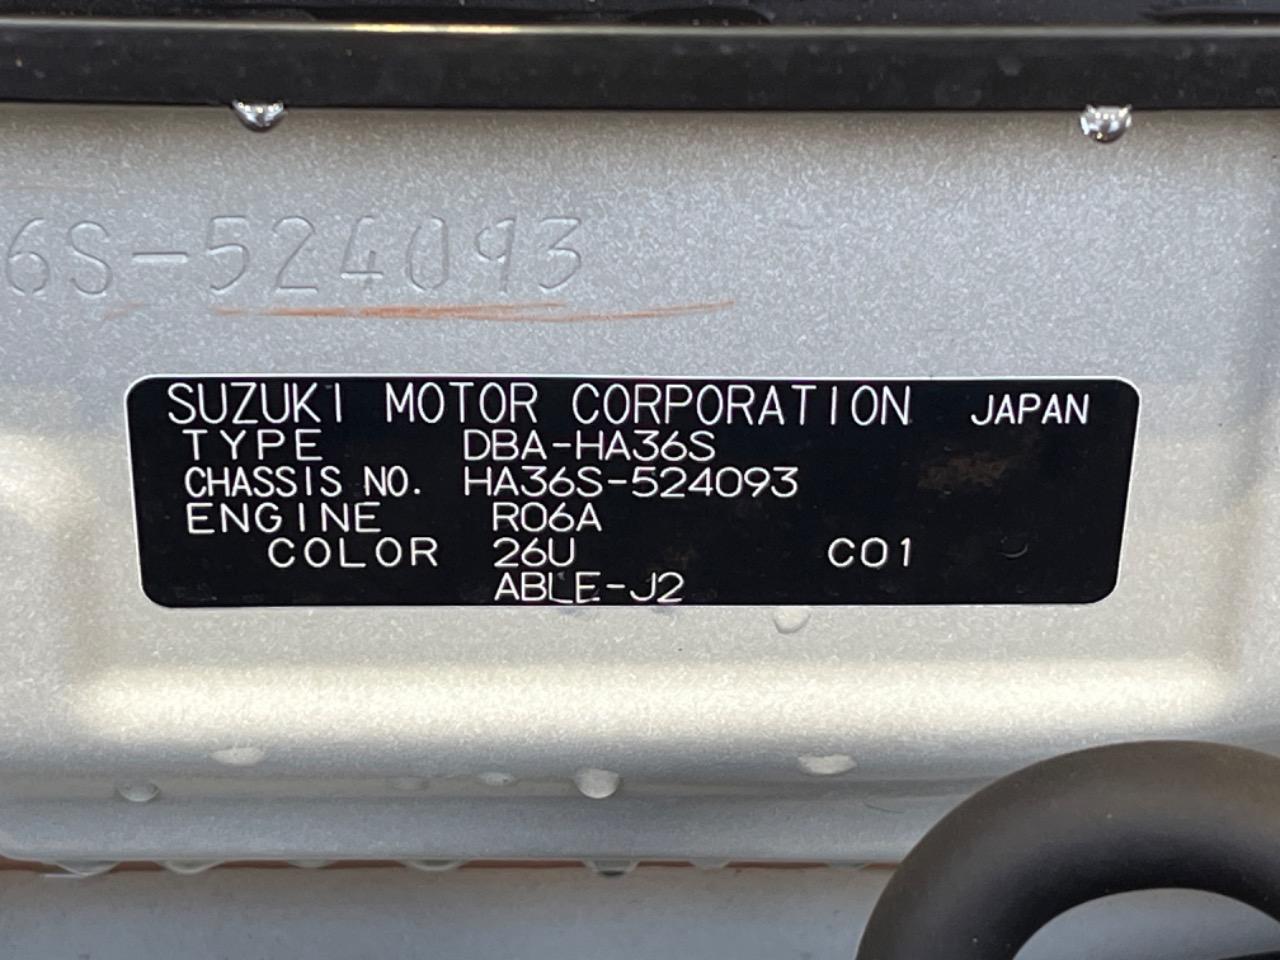 6S-524093
SUZUKI MOTOR CORPORATION JAPAN
TYPE DBA-HA36S
CHASSIS NO. HA36S-524093
ENGINE R06A
COLOR 26U C01
ABLE-J2